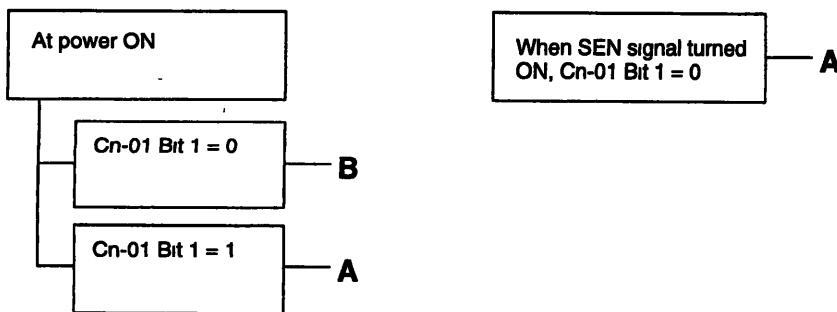 At power ON
Cn-01 Bit 1 = 0
B
Cn-01 Bit 1 = 1
A
When SEN signal turned
ON, Cn-01 Bit 1 = 0
A